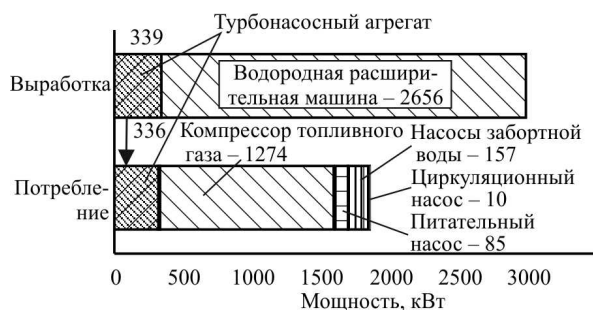 Турбонасосный агрегат
339
Выработка
Водородная расшири-
тельная машина – 2656
336
Компрессор топливного
газа – 1274
Насосы забортной
воды – 157
Потребле-
ние
Циркуляционный
насос – 10
Питательный
насос – 85
0 500 1000 1500 2000 2500 3000
Мощность, кВт